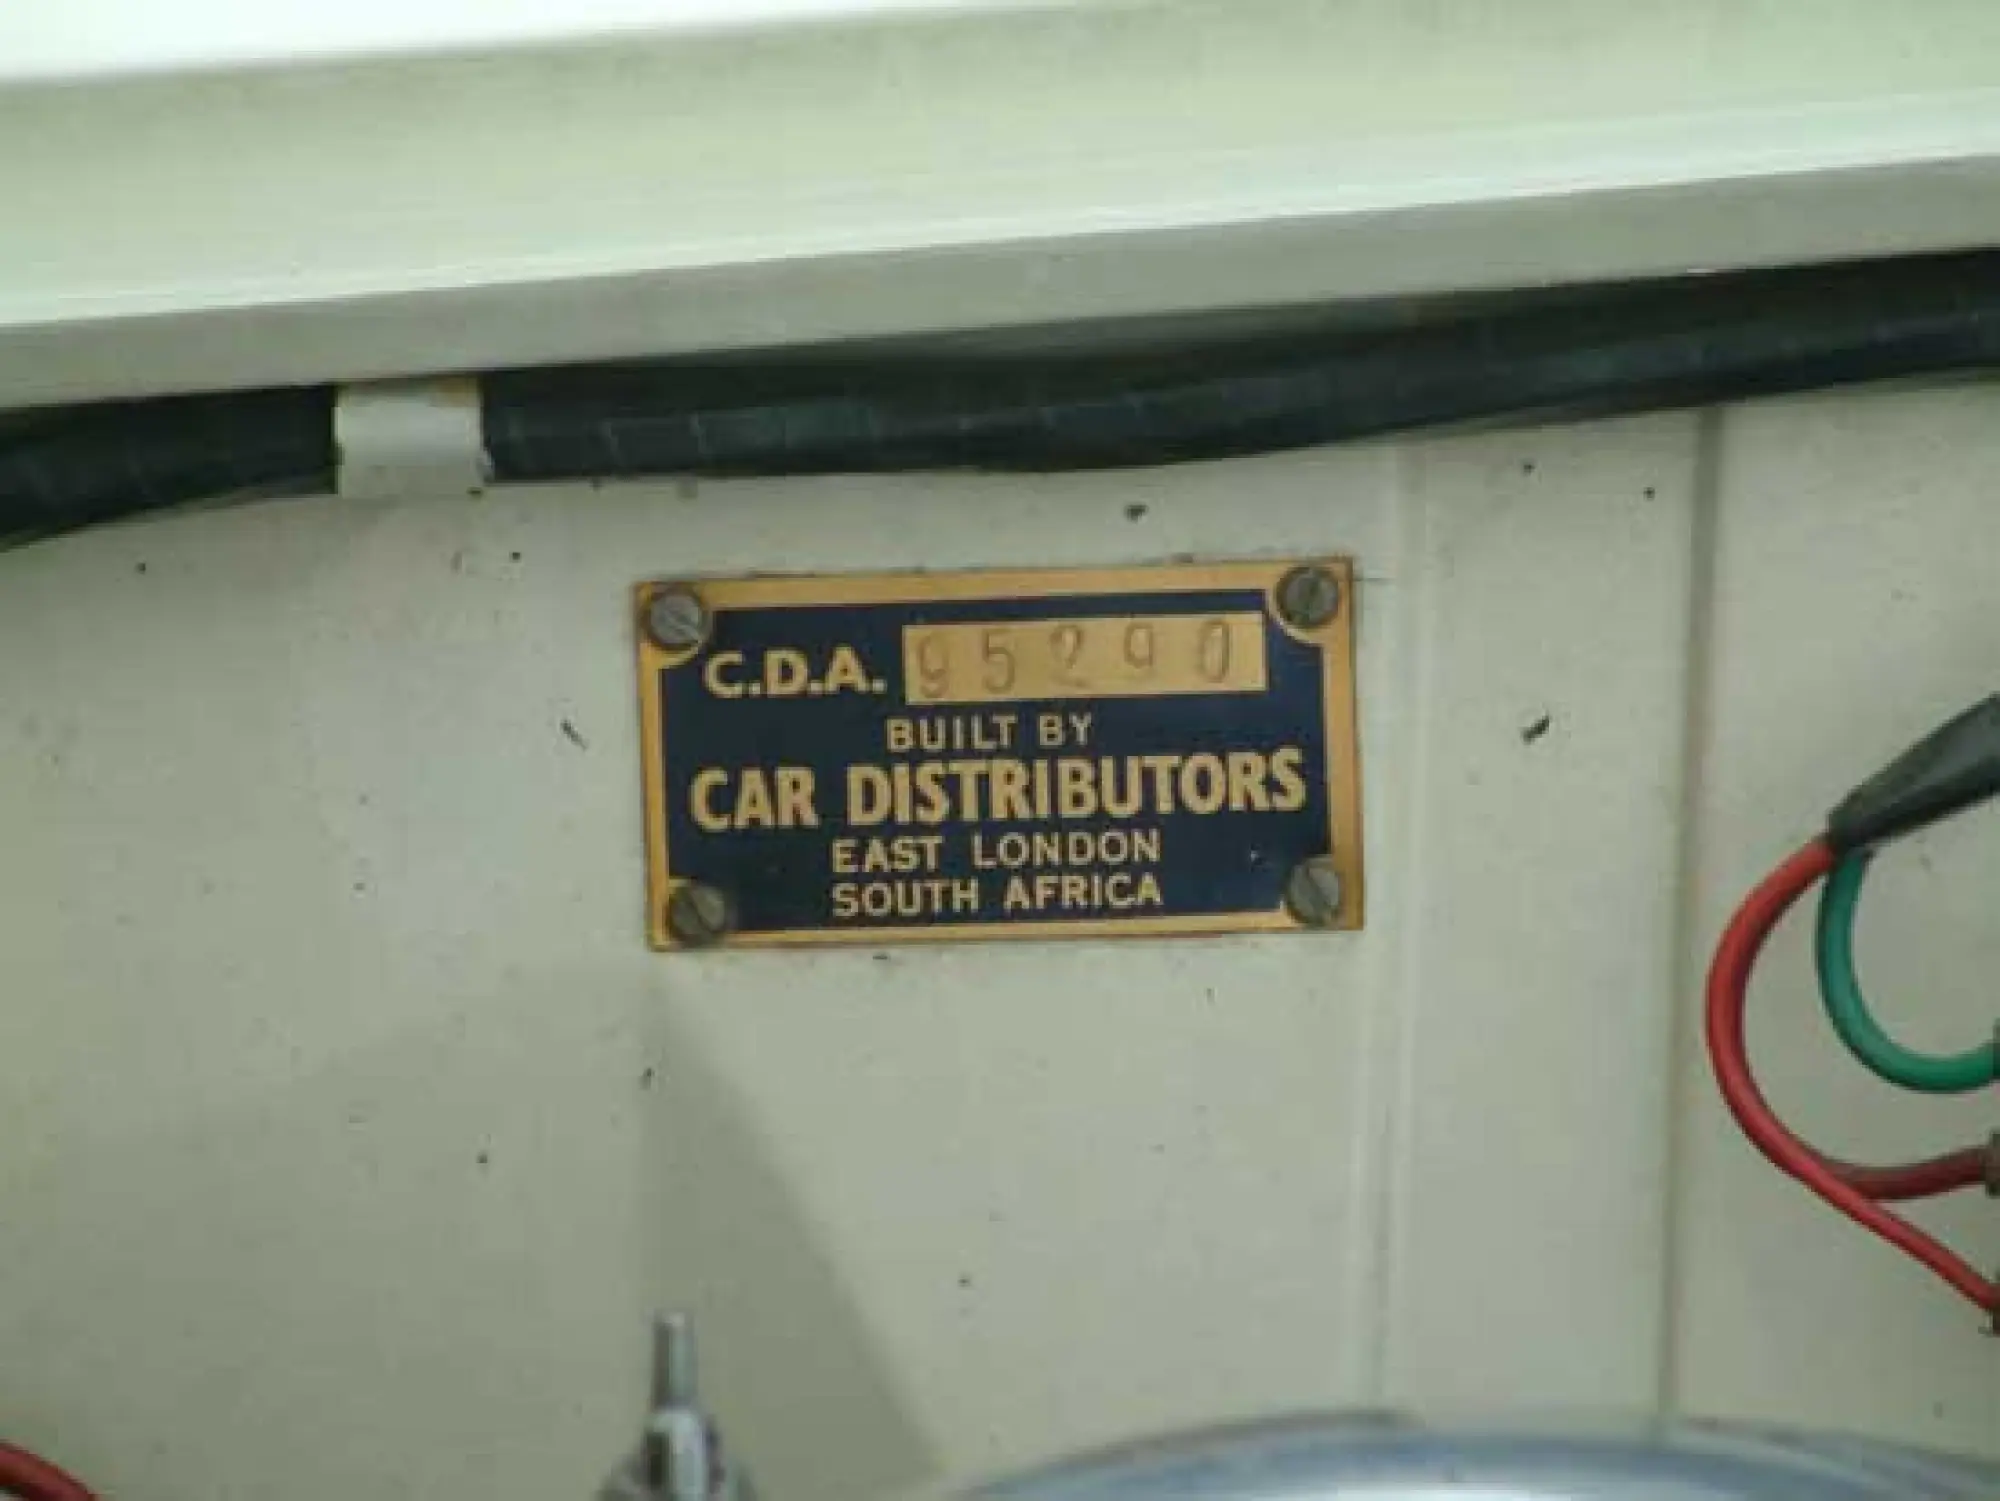 C.D.A. 95290
BUILT BY
CAR DISTRIBUTORS
EAST LONDON
SOUTH AFRICA